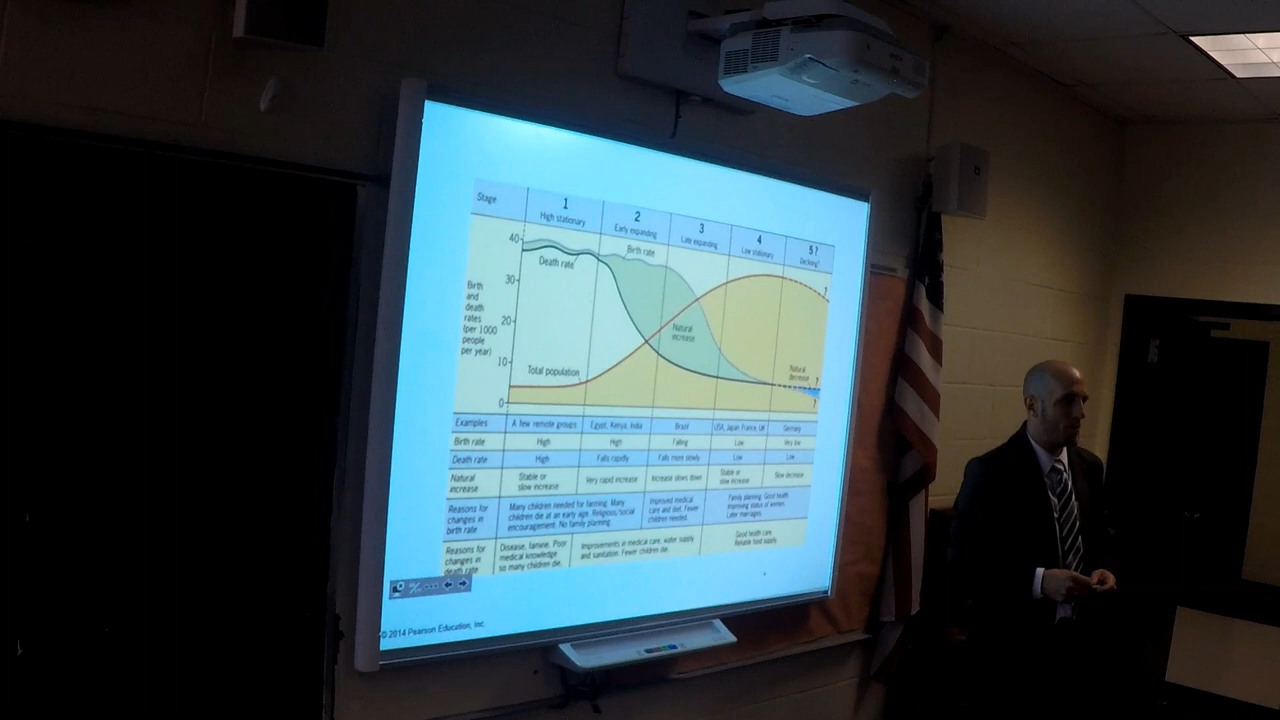 Stage
1
High stationary
2
Early expanding
3
Late expanding
4
Low stationary
5 ?
Declining?
40
30
20
10
0
Birth
and
death
rates
(per 1000
people
per year)
Death rate
Birth rate
Natural
increase
Total population
Natural
decrease
?
?
?
Examples
A few remote groups
Egypt, Kenya, India
Brazil
USA, Japan, France, UK
Germany
Birth rate
High
High
Falling
Low
Very low
Death rate
High
Falls rapidly
Falls more slowly
Low
Low
Natural
increase
Stable or
slow increase
Very rapid increase
Increase slows down
Stable or
slow increase
Slow decrease
Reasons for
changes in
birth rate
Many children needed for farming. Many
children die at an early age. Religious/social
encouragement. No family planning.
Improved medical
care and diet. Fewer
children needed.
Family planning. Good health.
Improving status of women.
Later marriages.
Reasons for
changes in
death rate
Disease, famine. Poor
medical knowledge
so many children die.
Improvements in medical care, water supply
and sanitation. Fewer children die.
Good health care.
Reliable food supply.
© 2014 Pearson Education, Inc.